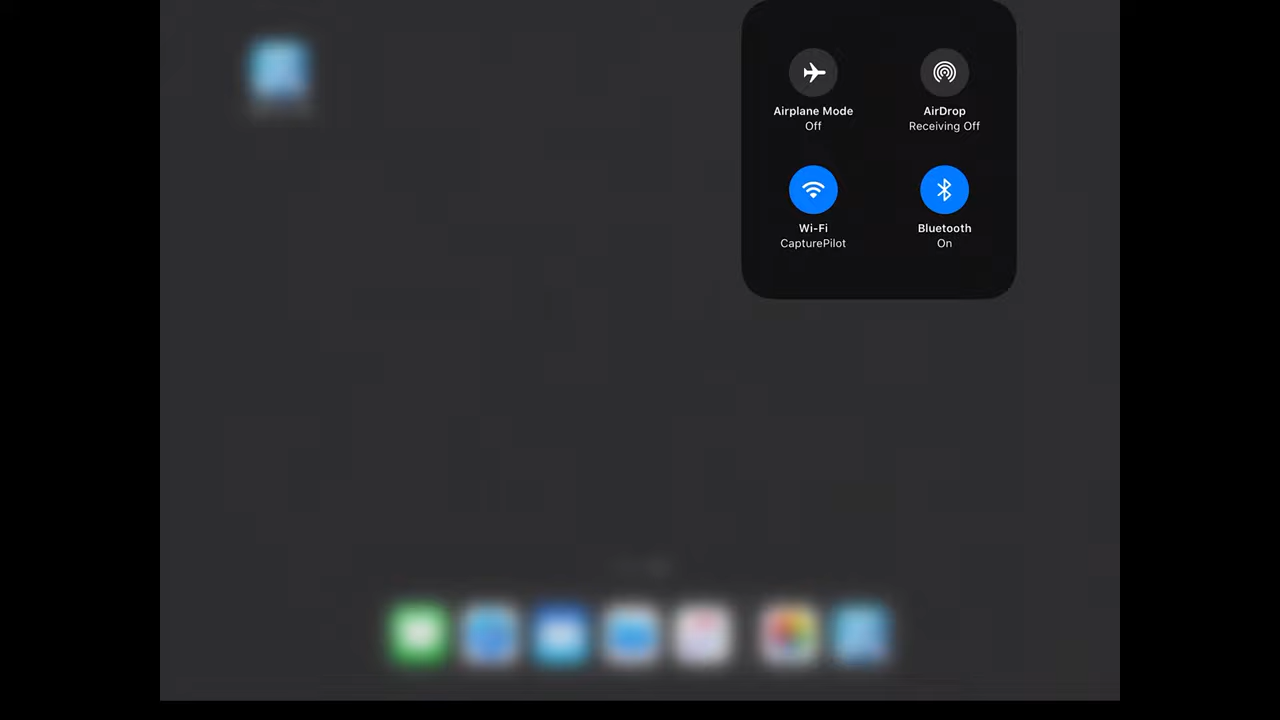 Airplane Mode
Off
AirDrop
Receiving Off
Wi-Fi
CapturePilot
Bluetooth
On